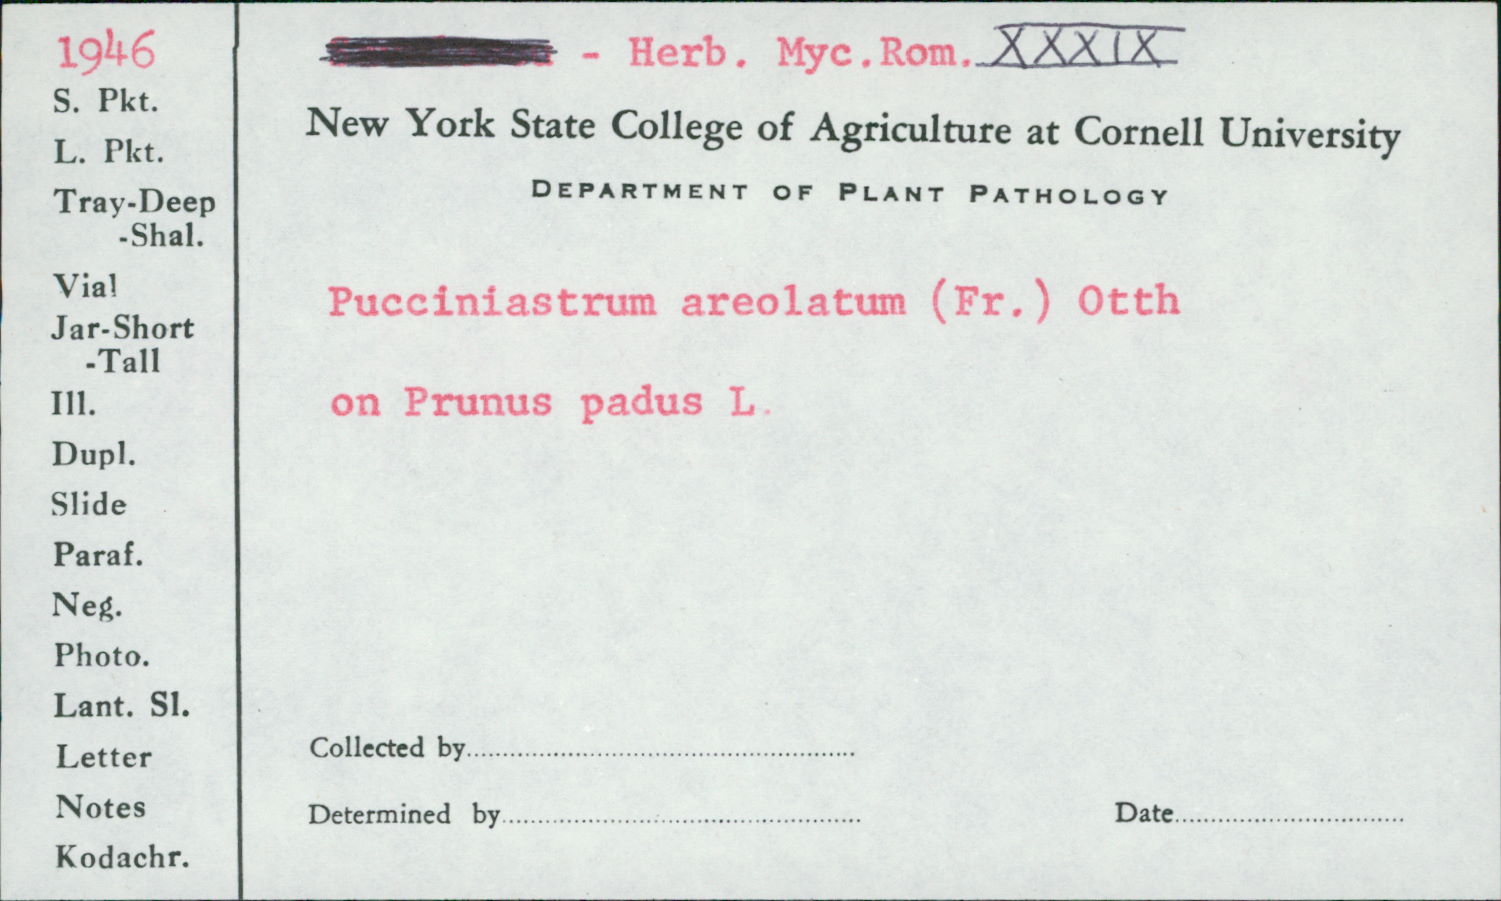 1946
S. Pkt.
L. Pkt.
Tray-Deep
-Shal.
Vial
Jar-Short
-Tall
Ill.
Dupl.
Slide
Paraf.
Neg.
Photo.
Lant. Sl.
Letter
Notes
Kodachr.
- Herb. Myc.Rom. XXXIX
New York State College of Agriculture at Cornell University
DEPARTMENT OF PLANT PATHOLOGY
Pucciniastrum areolatum (Fr.) Otth
on Prunus padus L.
Collected by
Determined by
Date